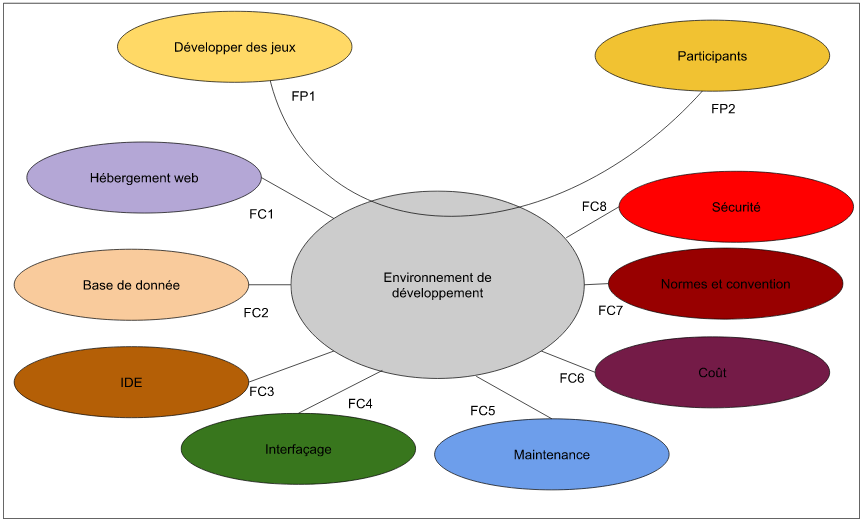 Développer des jeux
Participants
FP1
FP2
Hébergement web
FC1
FC8
Sécurité
Environnement de
développement
Base de donnée
FC2
Normes et convention
FC7
IDE
FC3
FC4
Interfaçage
FC5
Maintenance
FC6
Coût